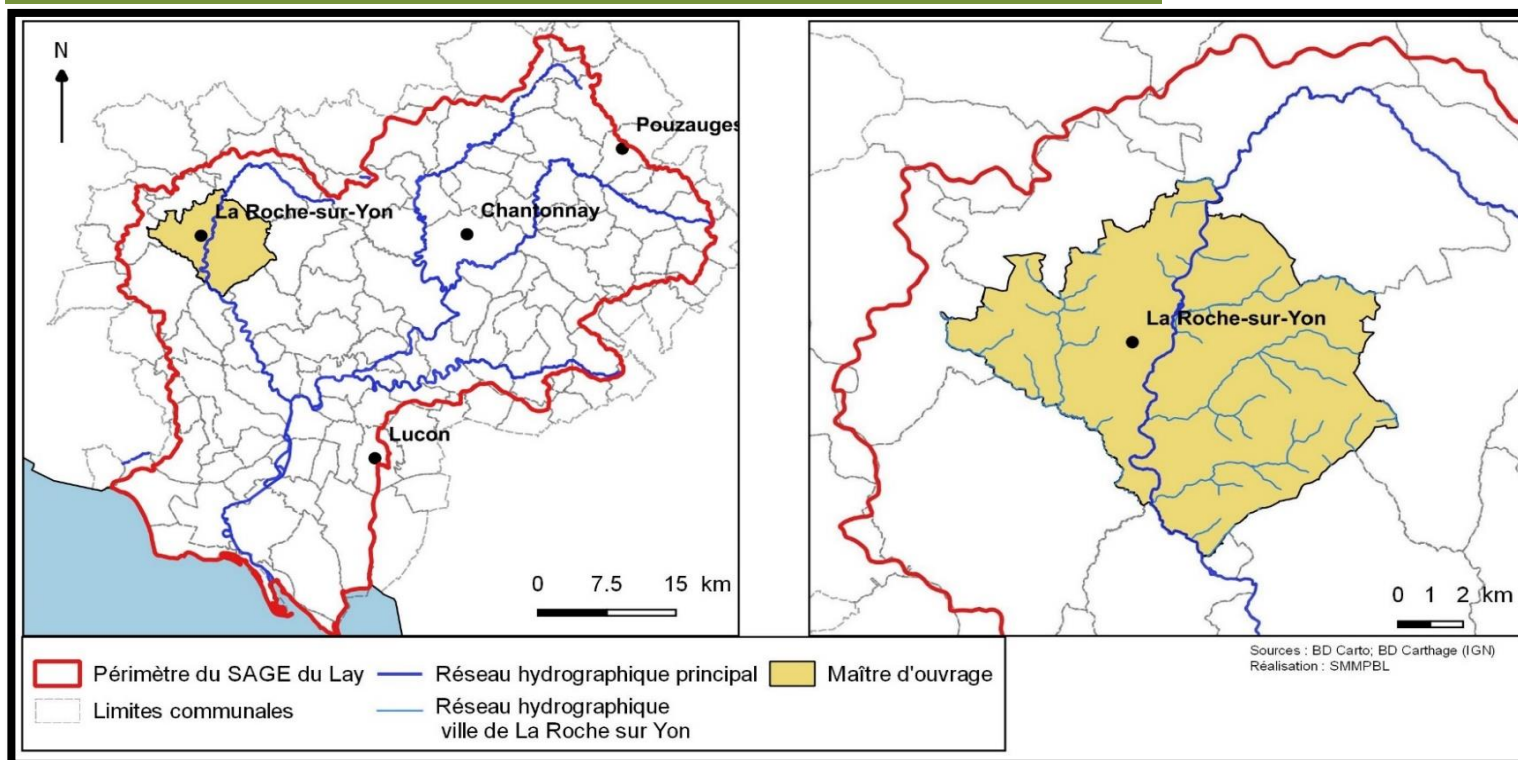 N
Pouzauges
La Roche-sur-Yon
Chantonnay
Lucon
0 7.5 15 km
La Roche-sur-Yon
0 1 2 km
Périmètre du SAGE du Lay
Réseau hydrographique principal
Maître d'ouvrage
Limites communales
Réseau hydrographique
ville de La Roche sur Yon
Sources : BD Carto; BD Carthage (IGN)
Réalisation : SMMPBL